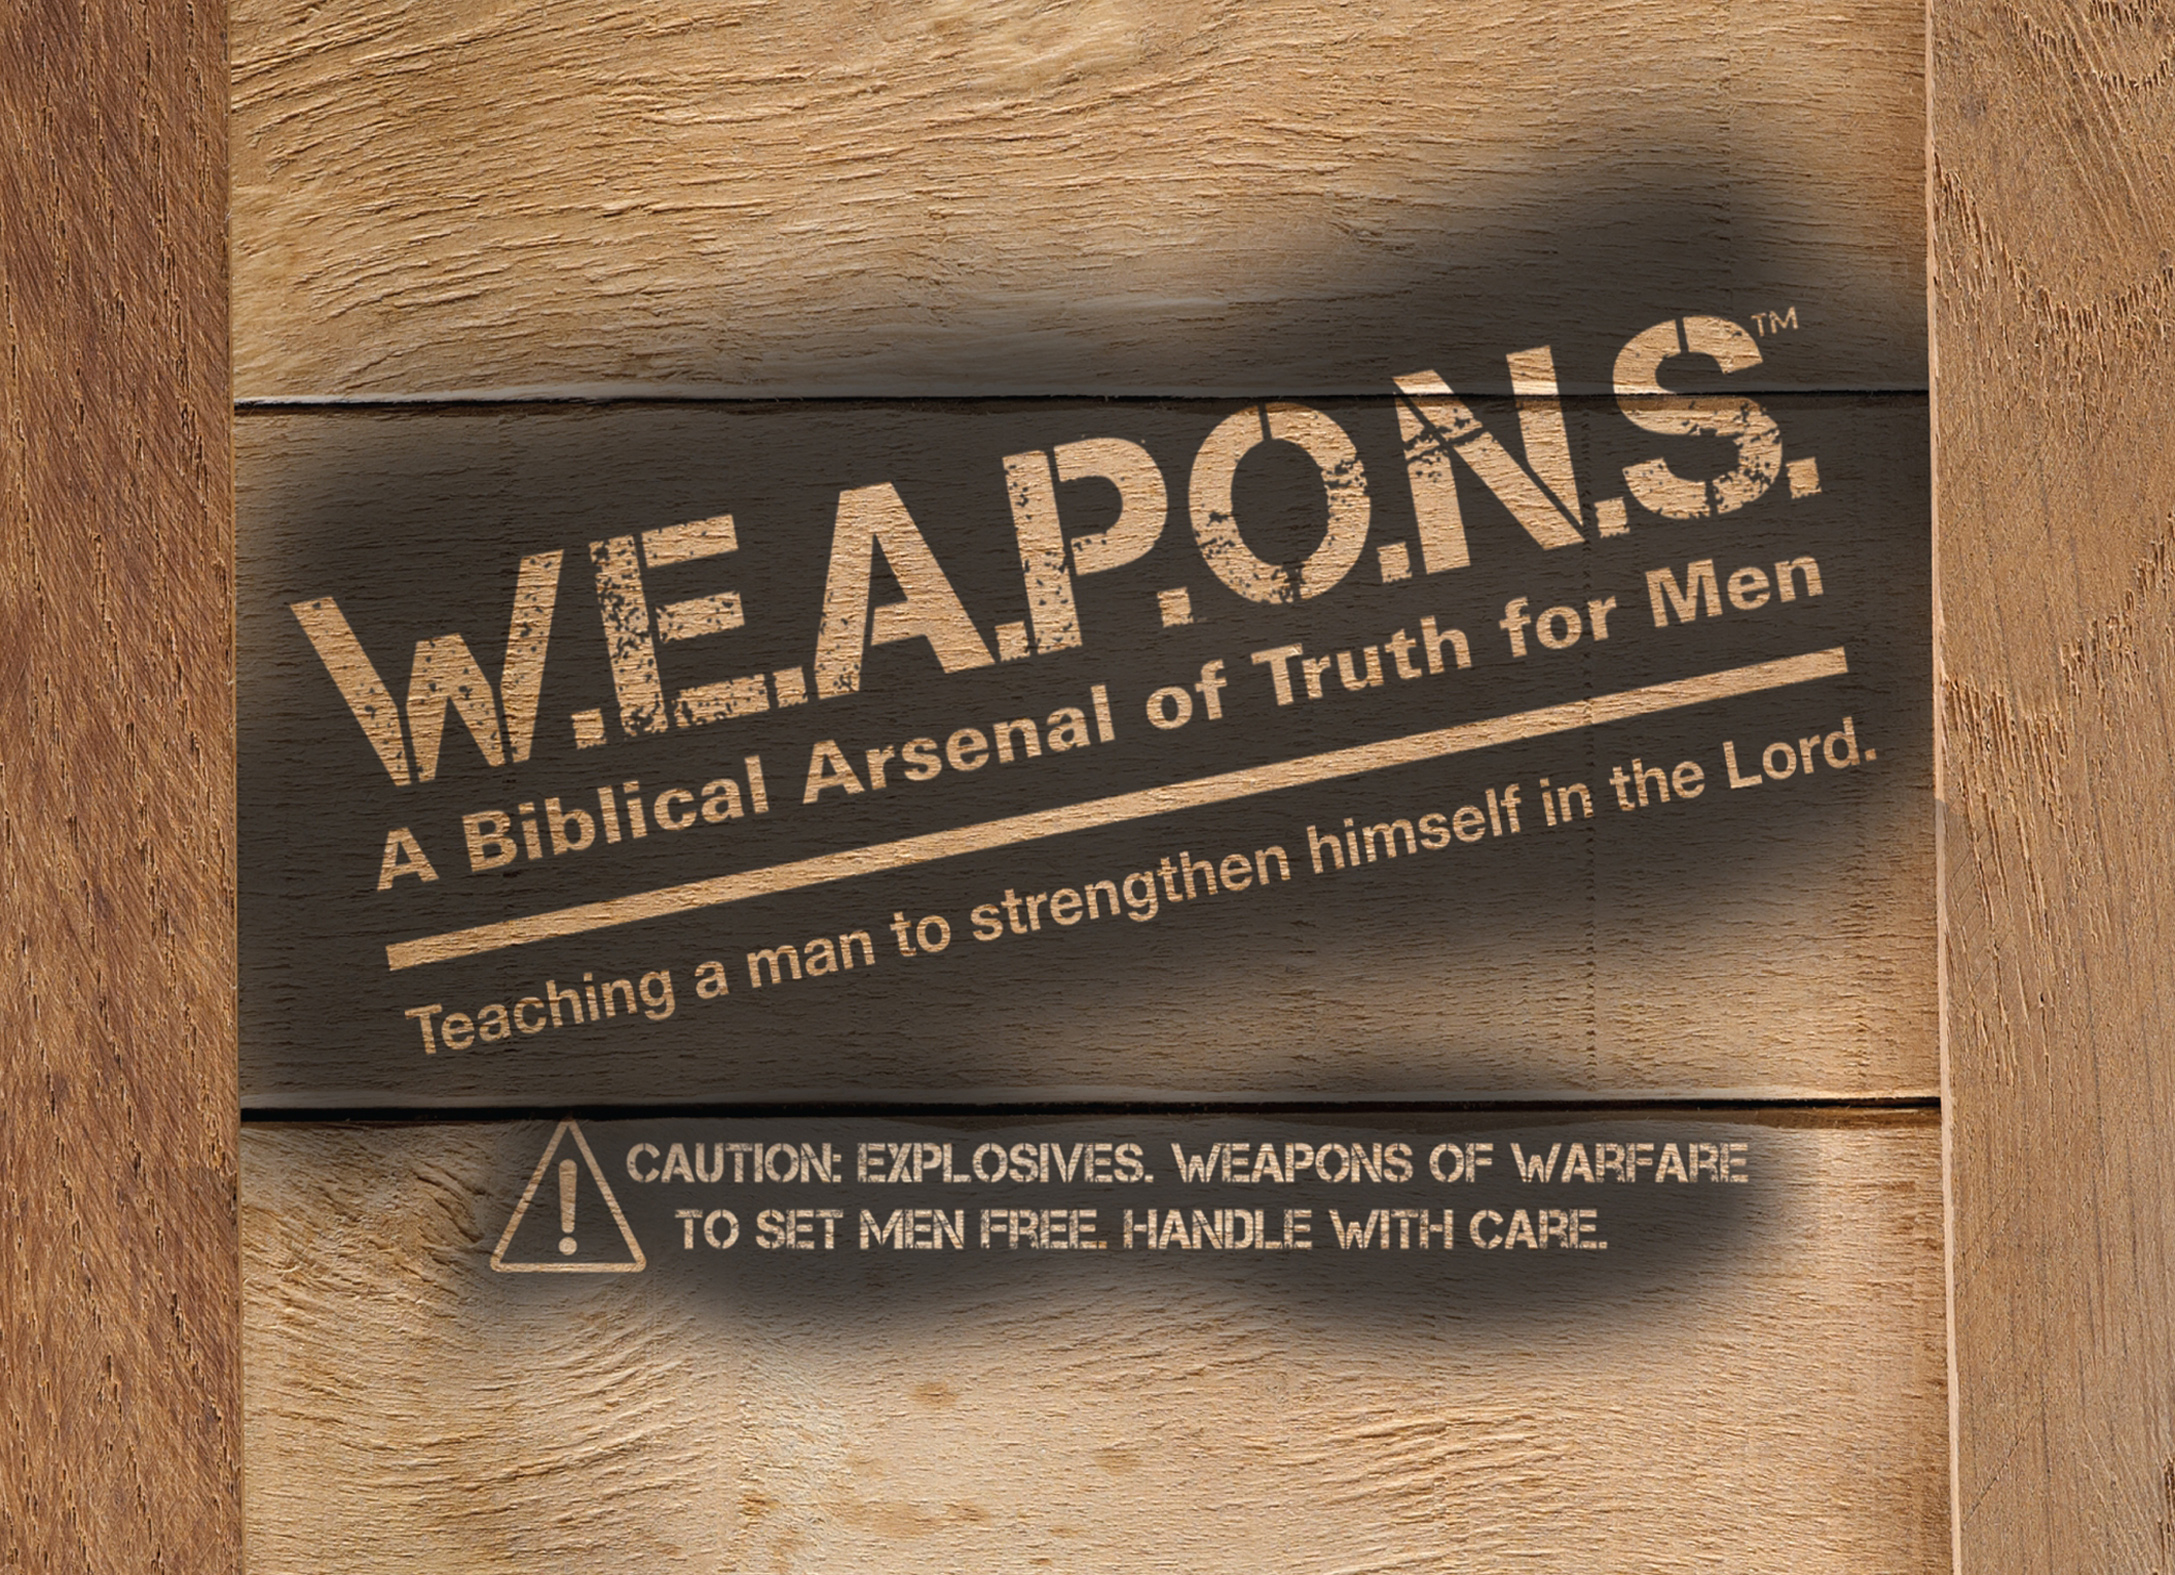 W.E.A.P.O.N.S.™
A Biblical Arsenal of Truth for Men
Teaching a man to strengthen himself in the Lord.
CAUTION: EXPLOSIVES. WEAPONS OF WARFARE
TO SET MEN FREE. HANDLE WITH CARE.